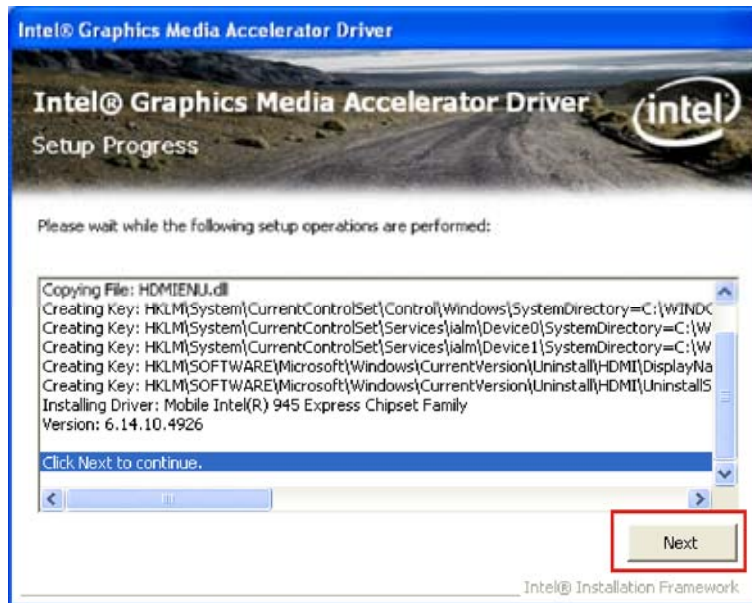 Intel® Graphics Media Accelerator Driver
Intel® Graphics Media Accelerator Driver
intel
Setup Progress
Please wait while the following setup operations are performed:
Copying File: HDMIENU.dll
Creating Key: HKLM\System\CurrentControlSet\Control\Windows\SystemDirectory=C:\WINDO
Creating Key: HKLM\System\CurrentControlSet\Services\ialm\Device0\SystemDirectory=C:\W
Creating Key: HKLM\System\CurrentControlSet\Services\ialm\Device1\SystemDirectory=C:\W
Creating Key: HKLM\SOFTWARE\Microsoft\Windows\CurrentVersion\Uninstall\HDMI\DisplayNa
Creating Key: HKLM\SOFTWARE\Microsoft\Windows\CurrentVersion\Uninstall\HDMI\UninstallS
Installing Driver: Mobile Intel(R) 945 Express Chipset Family
Version: 6.14.10.4926
Click Next to continue.
Next
Intel® Installation Framework